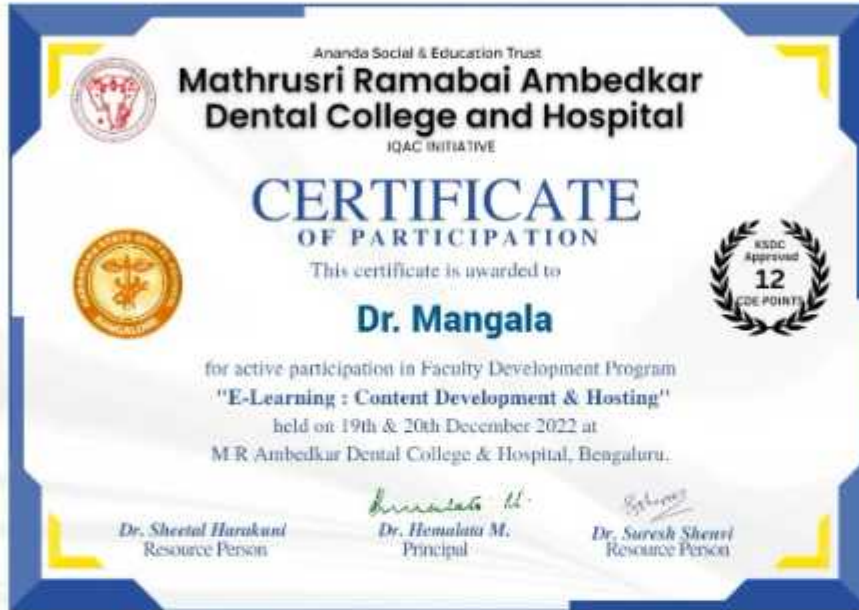 Ananda Social & Education Trust
Mathrusri Ramabai Ambedkar
Dental College and Hospital
IQAC INITIATIVE
CERTIFICATE
OF PARTICIPATION
This certificate is awarded to
KSDC
Approved
12
CDE POINTS
BANGALORE
Dr. Mangala
for active participation in Faculty Development Program
"E-Learning : Content Development & Hosting"
held on 19th & 20th December 2022 at
M R Ambedkar Dental College & Hospital, Bengaluru.
Dr. Sheetal Harakuni
Resource Person
Dr. Hemalata M.
Principal
Dr. Suresh Shenvi
Resource Person